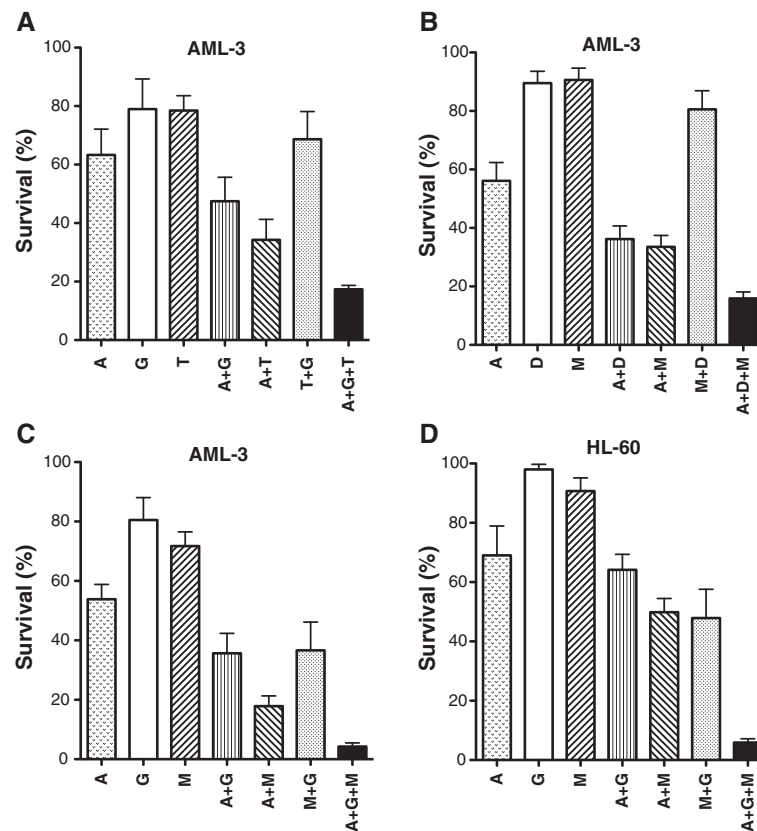 A
AML-3
Survival (%)
100
80
60
40
20
0
A
G
T
A+G
A+T
T+G
A+G+T
B
AML-3
Survival (%)
100
80
60
40
20
0
A
D
M
A+D
A+M
M+D
A+D+M
C
AML-3
Survival (%)
100
80
60
40
20
0
A
G
M
A+G
A+M
M+G
A+G+M
D
HL-60
Survival (%)
100
80
60
40
20
0
A
G
M
A+G
A+M
M+G
A+G+M